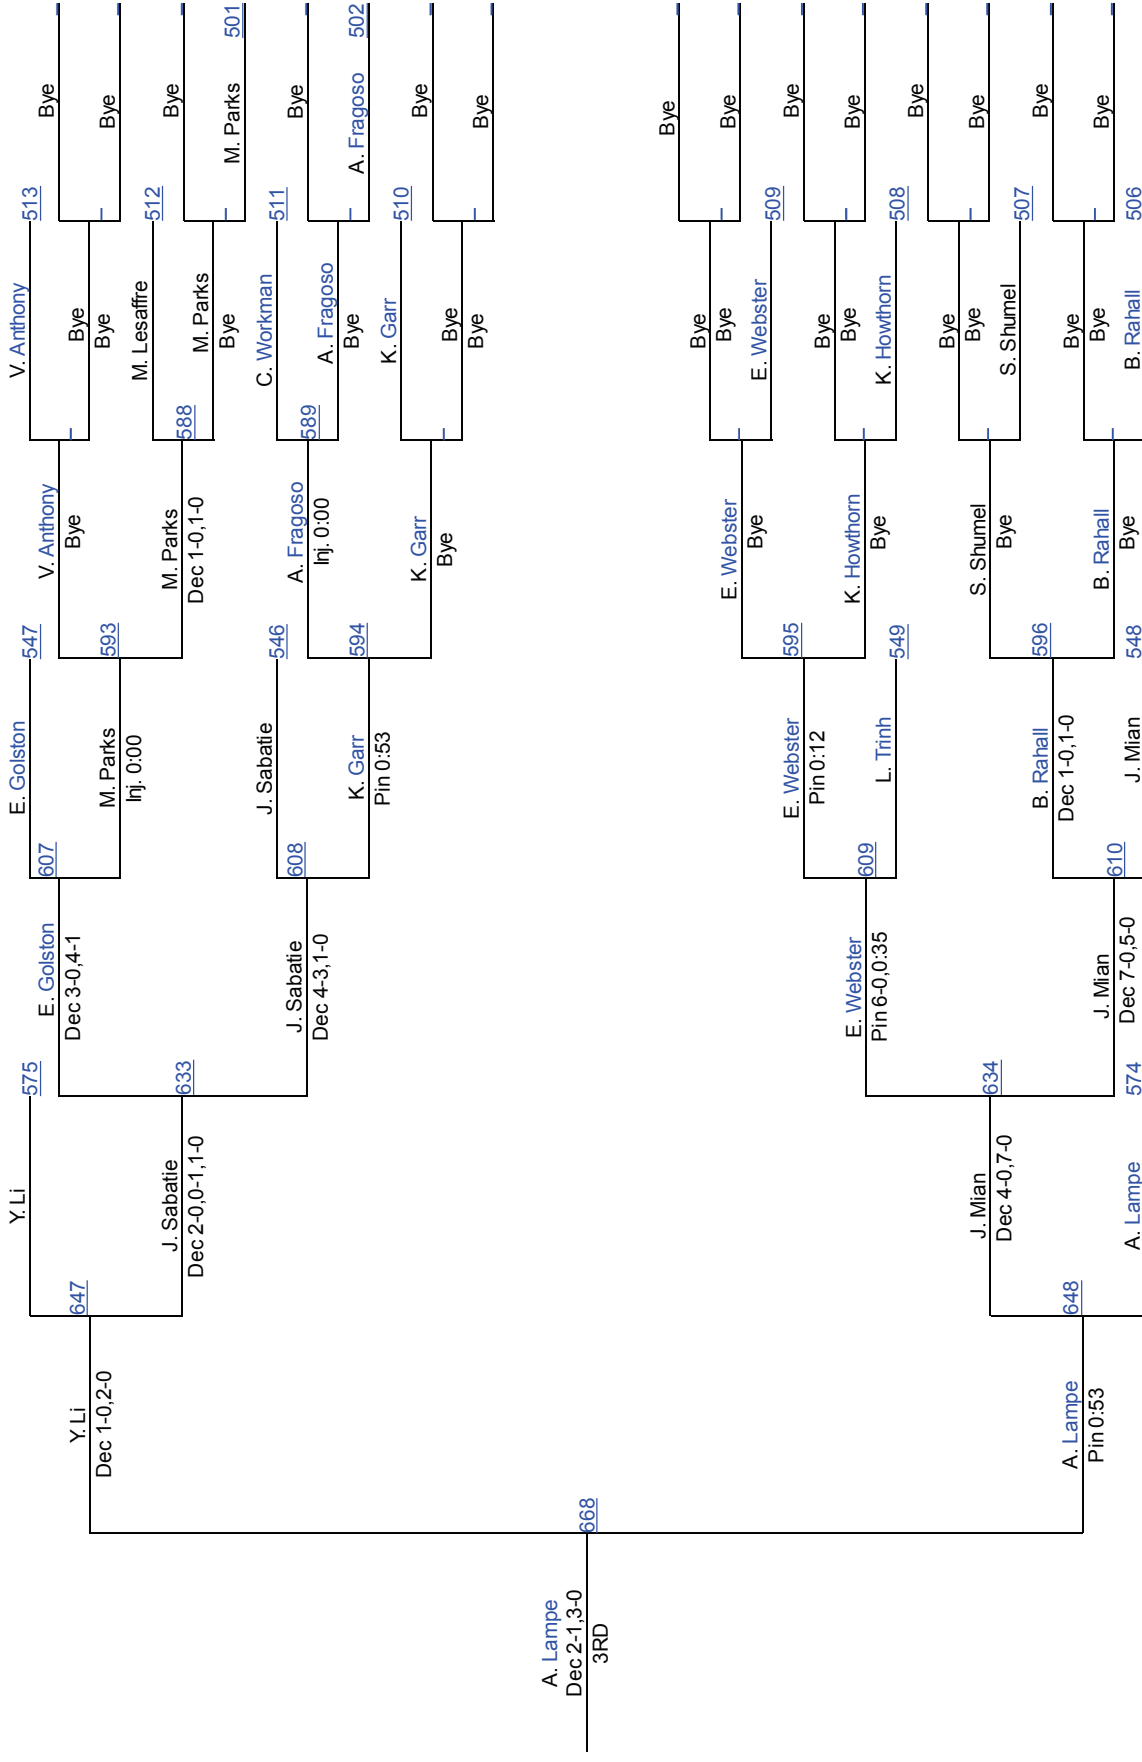 A. Lampe
Dec 2-1,3-0
668
3RD
Y. Li
Dec 1-0,2-0
A. Lampe
Pin 0:53
Y. Li 575
647
J. Sabatie
Dec 2-0,0-1,1-0
633
J. Mian
634
Dec 4-0,7-0
648
A. Lampe 574
E. Golston 547
607
E. Golston
Dec 3-0,4-1
M. Parks
593
Inj. 0:00
J. Sabatie 546
J. Sabatie
608
Dec 4-3,1-0
K. Garr
594
Pin 0:53
E. Webster
595
Pin 0:12
E. Webster
609
Pin 6-0,0:35
L. Trinh 549
B. Rahall
596
Dec 1-0,1-0
J. Mian
610
Dec 7-0,5-0
J. Mian 548
V. Anthony 513
V. Anthony
Bye
Bye
Bye
Bye
Bye
M. Lesaffre 512
Bye
M. Parks
588
Dec 1-0,1-0
M. Parks
Bye
M. Parks 501
C. Workman 511
Bye
A. Fragoso
589
Inj. 0:00
A. Fragoso
Bye
A. Fragoso 502
K. Garr 510
K. Garr
Bye
Bye
Bye
Bye
Bye
Bye
Bye
Bye
Bye
E. Webster
Bye
E. Webster 509
Bye
Bye
Bye
Bye
K. Howthorn
Bye
K. Howthorn 508
Bye
Bye
Bye
Bye
S. Shumel
Bye
S. Shumel 507
Bye
Bye
Bye
Bye
B. Rahall
Bye
B. Rahall 506